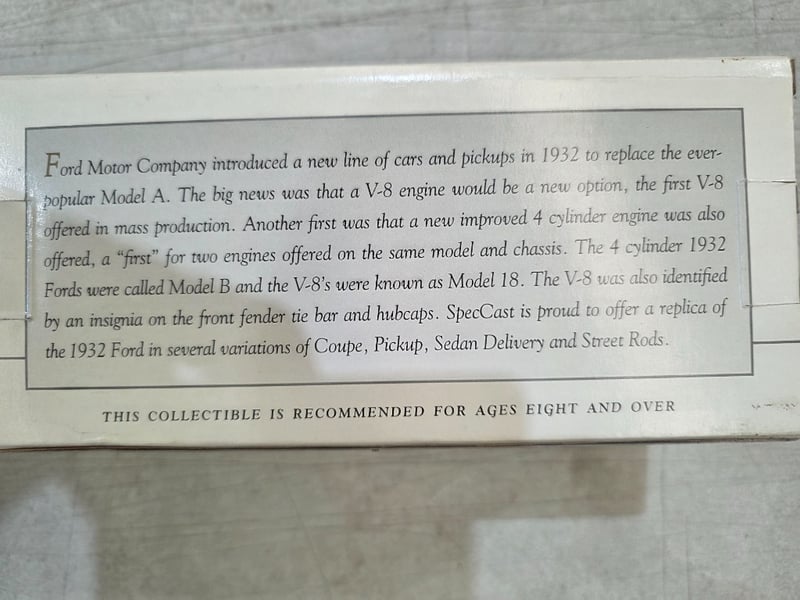 Ford Motor Company introduced a new line of cars and pickups in 1932 to replace the ever-
popular Model A. The big news was that a V-8 engine would be a new option, the first V-8
offered in mass production. Another first was that a new improved 4 cylinder engine was also
offered, a “first” for two engines offered on the same model and chassis. The 4 cylinder 1932
Fords were called Model B and the V-8's were known as Model 18. The V-8 was also identified
by an insignia on the front fender tie bar and hubcaps. SpecCast is proud to offer a replica of
the 1932 Ford in several variations of Coupe, Pickup, Sedan Delivery and Street Rods.
THIS COLLECTIBLE IS RECOMMENDED FOR AGES EIGHT AND OVER